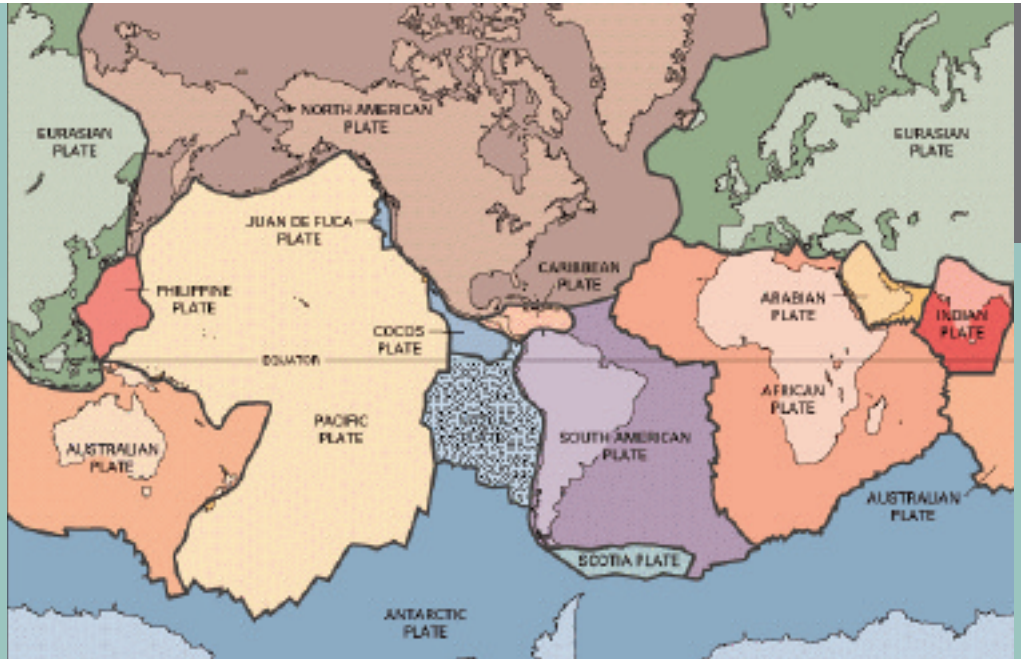 NORTH AMERICAN
PLATE
EURASIAN
PLATE
EURASIAN
PLATE
JUAN DE FUCA
PLATE
CARIBBEAN
PLATE
PHILIPPINE
PLATE
ARABIAN
PLATE
INDIAN
PLATE
COCOS
PLATE
EQUATOR
AFRICAN
PLATE
PACIFIC
PLATE
PLATE
SOUTH AMERICAN
PLATE
AUSTRALIAN
PLATE
AUSTRALIAN
PLATE
SCOTIA PLATE
ANTARCTIC
PLATE